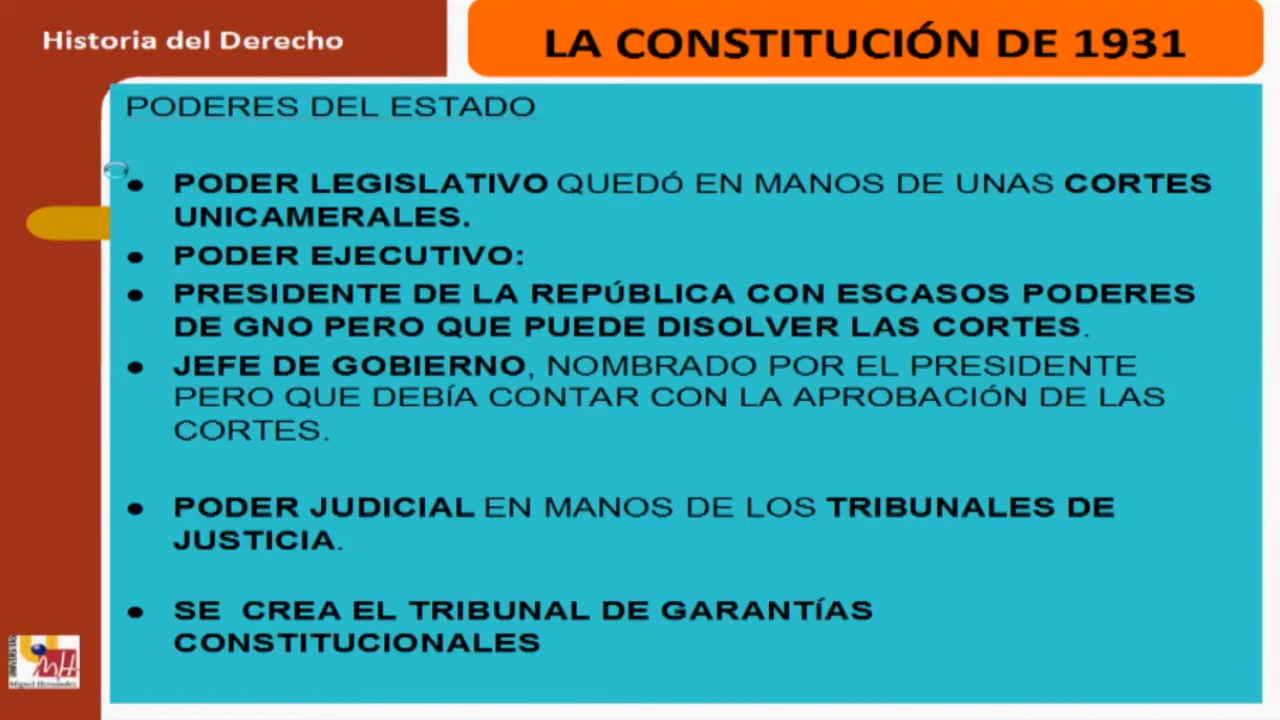 Historia del Derecho
LA CONSTITUCIÓN DE 1931
PODERES DEL ESTADO
● PODER LEGISLATIVO QUEDÓ EN MANOS DE UNAS CORTES
UNICAMERALES.
● PODER EJECUTIVO:
● PRESIDENTE DE LA REPÚBLICA CON ESCASOS PODERES
DE GNO PERO QUE PUEDE DISOLVER LAS CORTES.
● JEFE DE GOBIERNO, NOMBRADO POR EL PRESIDENTE
PERO QUE DEBÍA CONTAR CON LA APROBACIÓN DE LAS
CORTES.
● PODER JUDICIAL EN MANOS DE LOS TRIBUNALES DE
JUSTICIA.
● SE CREA EL TRIBUNAL DE GARANTÍAS
CONSTITUCIONALES
Miguel Hernández